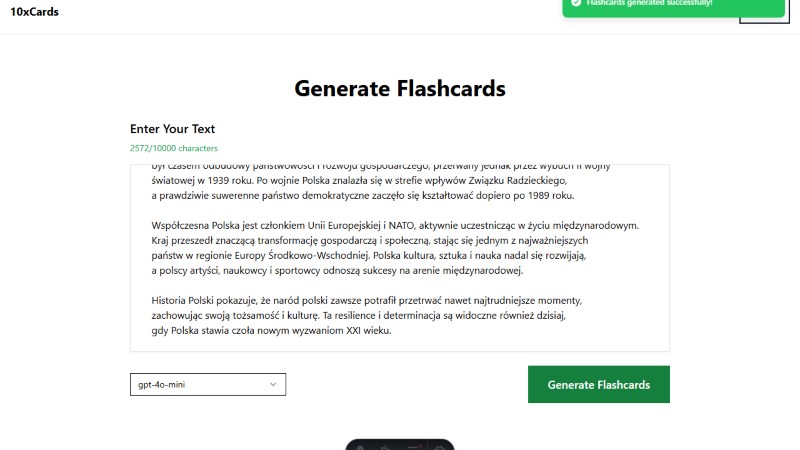 10xCards
Flashcards generated successfully!
Generate Flashcards
Enter Your Text
2572/10000 characters
był czasem odbudowy państwowości i rozwoju gospodarczego, przerwany jednak przez wybuch II wojny
światowej w 1939 roku. Po wojnie Polska znalazła się w strefie wpływów Związku Radzieckiego,
a prawdziwie suwerenne państwo demokratyczne zaczęło się kształtować dopiero po 1989 roku.
Współczesna Polska jest członkiem Unii Europejskiej i NATO, aktywnie uczestnicząc w życiu międzynarodowym.
Kraj przeszedł znaczącą transformację gospodarczą i społeczną, stając się jednym z najważniejszych
państw w regionie Europy Środkowo-Wschodniej. Polska kultura, sztuka i nauka nadal się rozwijają,
a polscy artyści, naukowcy i sportowcy odnoszą sukcesy na arenie międzynarodowej.
Historia Polski pokazuje, że naród polski zawsze potrafił przetrwać nawet najtrudniejsze momenty,
zachowując swoją tożsamość i kulturę. Ta resilience i determinacja są widoczne również dzisiaj,
gdy Polska stawia czoła nowym wyzwaniom XXI wieku.
gpt-4o-mini
Generate Flashcards